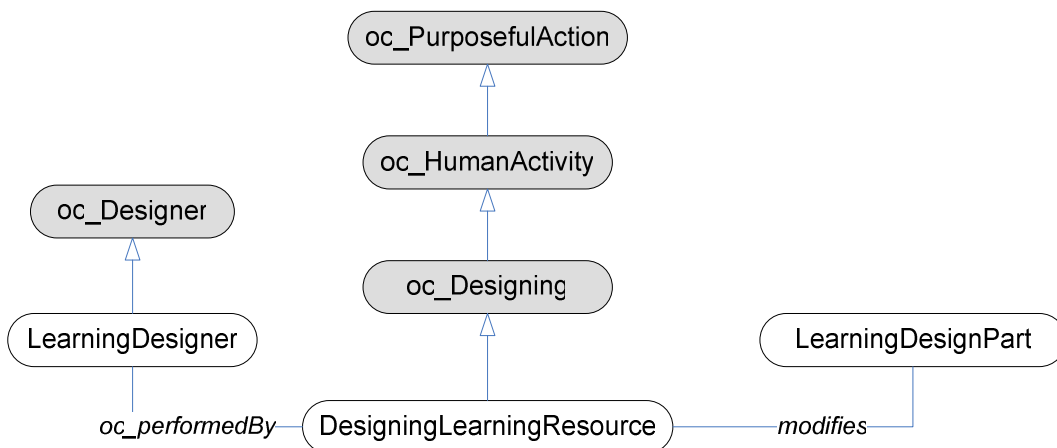 oc_PurposefulAction
oc_HumanActivity
oc_Designer
oc_Designing
LearningDesigner
LearningDesignPart
oc_performedBy
DesigningLearningResource
modifies